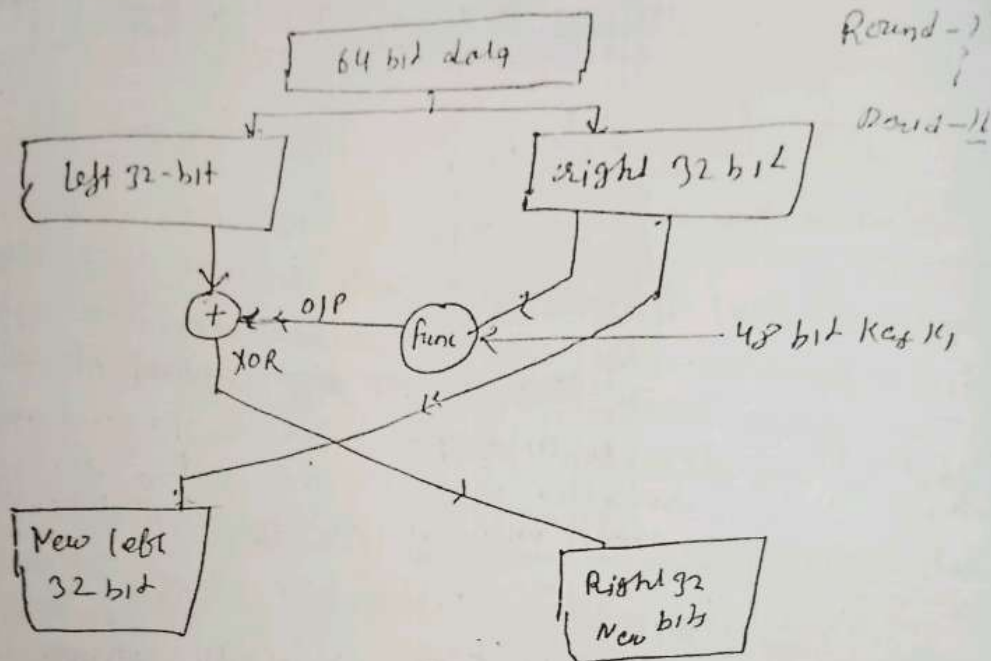 64 bit data
Round - 1
Round - 16
Left 32-bit
right 32 bit
+
O/P
func
48 bit Key K1
XOR
New left
32 bit
Right 32
New bits